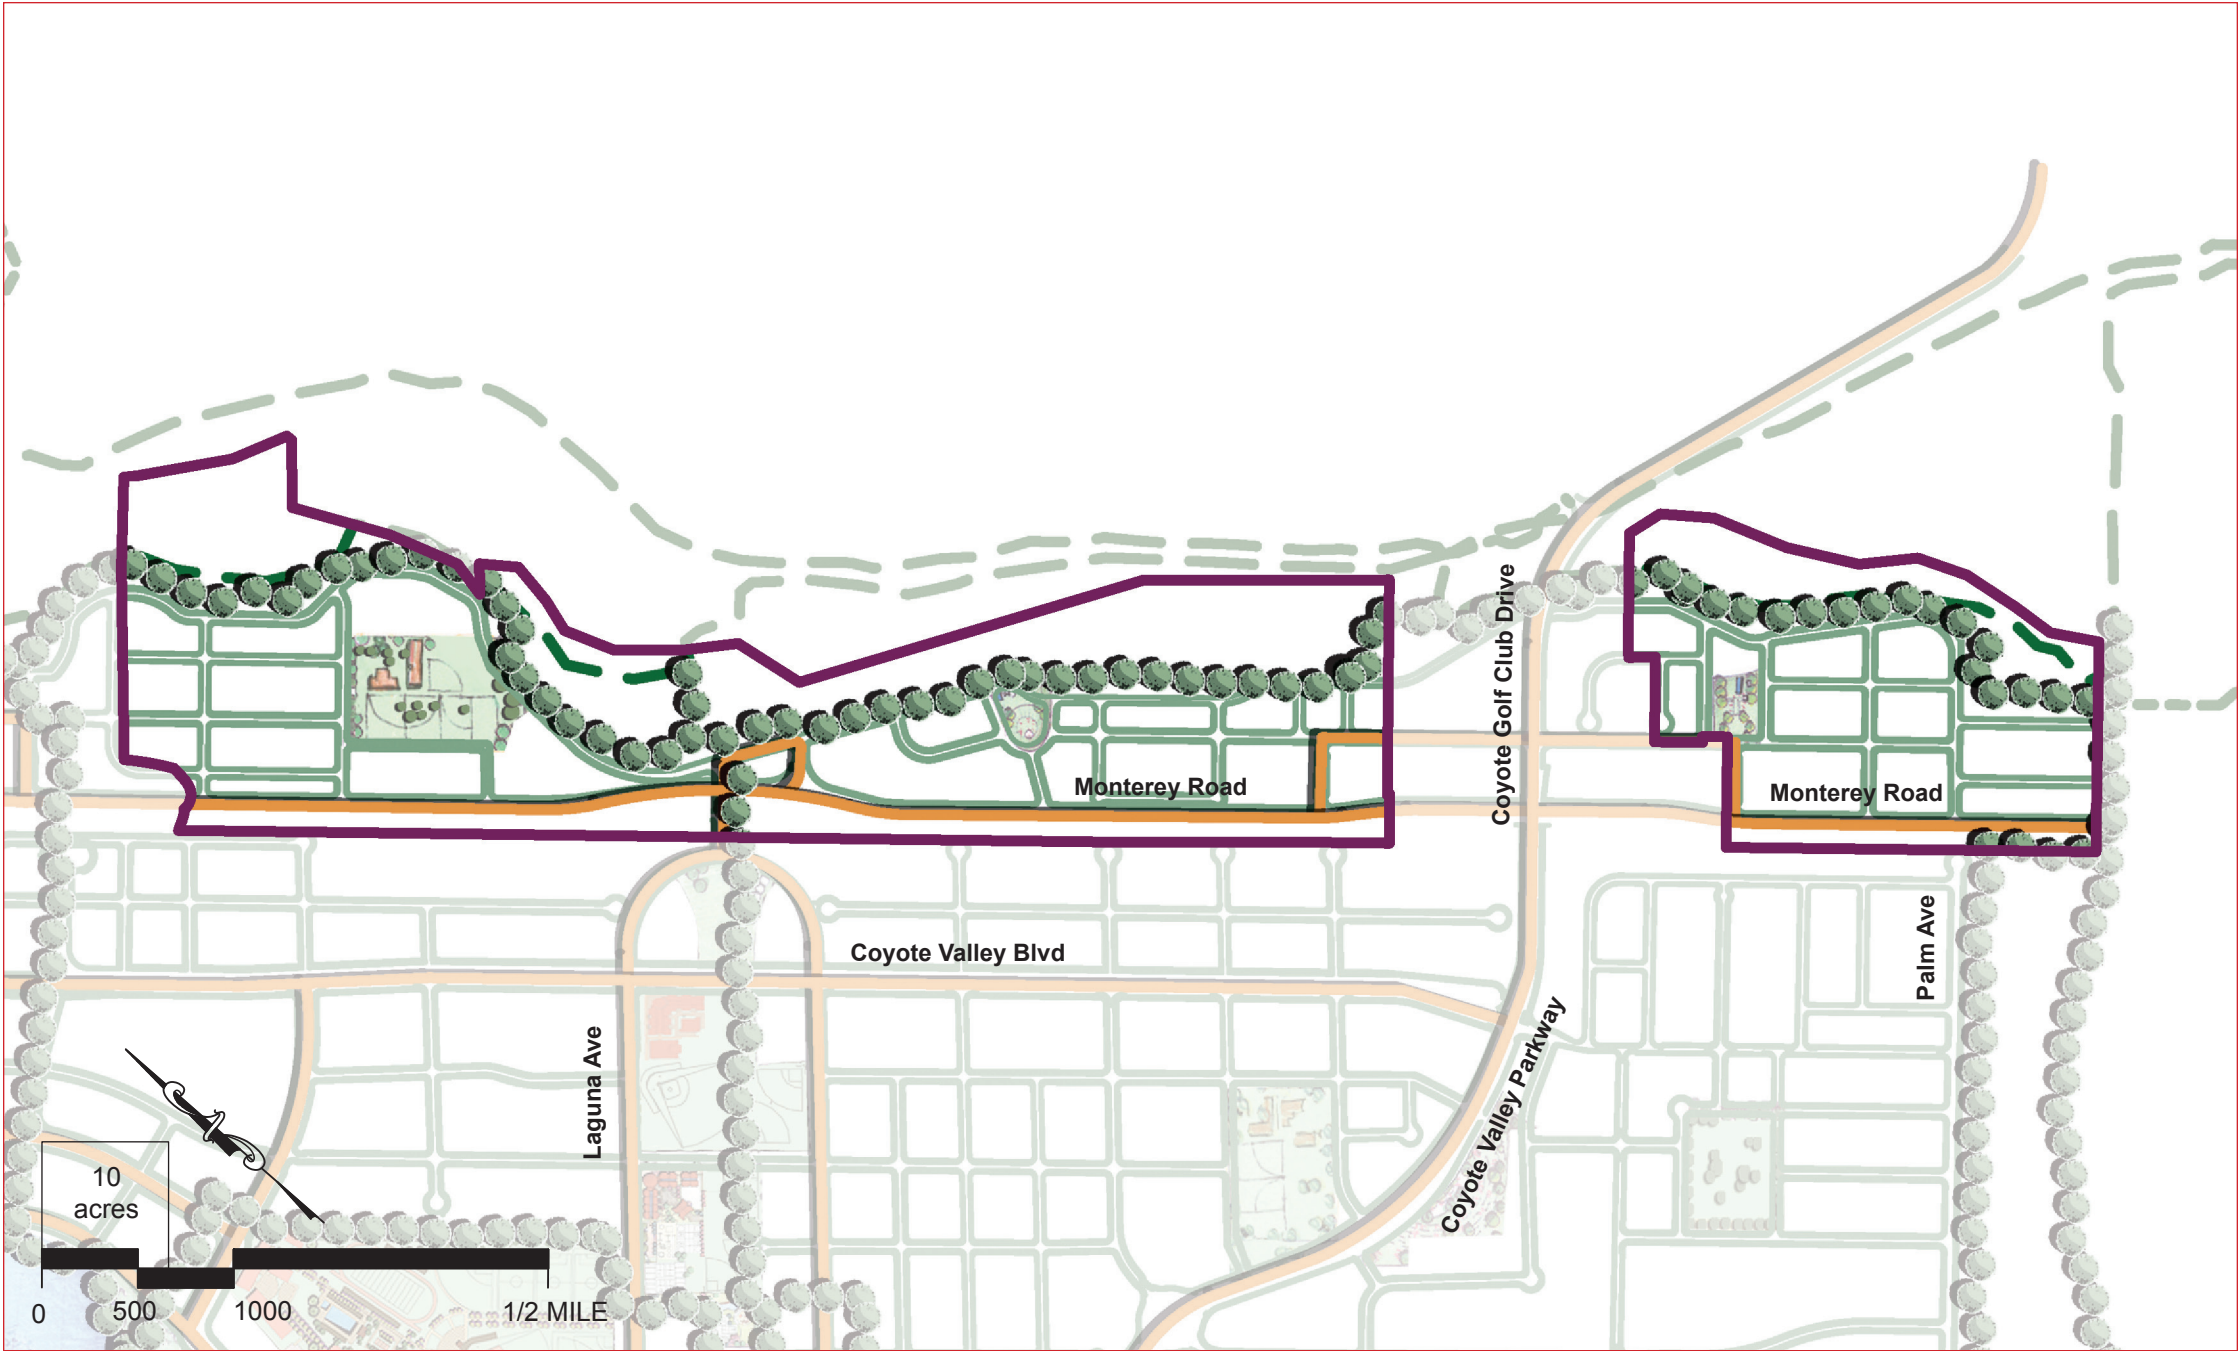 Coyote Golf Club Drive
Monterey Road
Monterey Road
Coyote Valley Blvd
Palm Ave
Laguna Ave
Coyote Valley Parkway
10
acres
0 500 1000 1/2 MILE